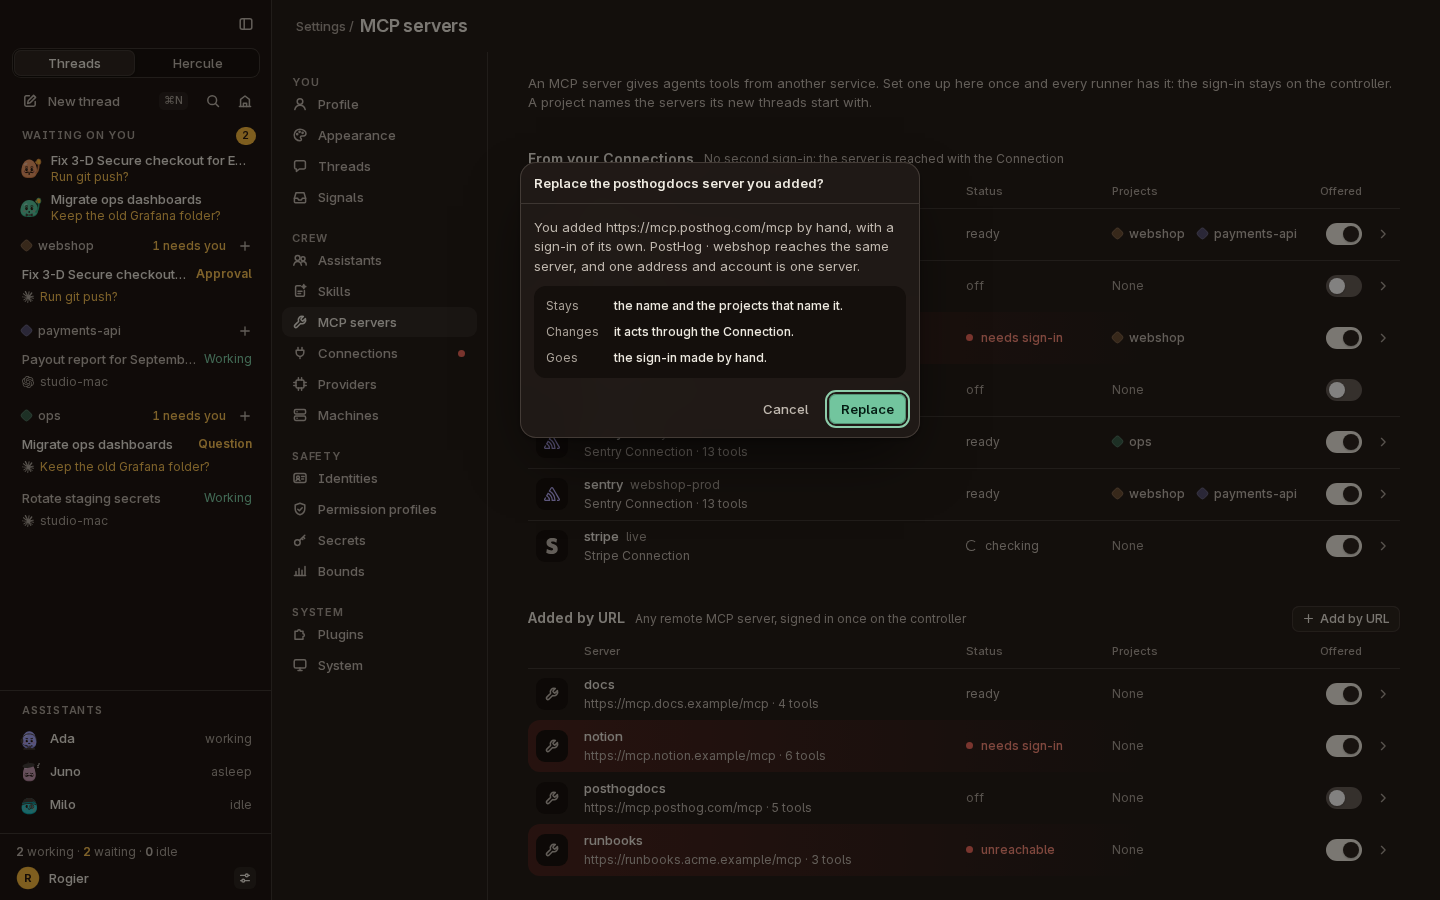 Settings / MCP servers
Threads
Hercule
New thread
⌘N
WAITING ON YOU
2
Fix 3-D Secure checkout for E…
Run git push?
Migrate ops dashboards
Keep the old Grafana folder?
webshop
1 needs you
Fix 3-D Secure checkout…
Approval
Run git push?
payments-api
Payout report for Septemb…
Working
studio-mac
ops
1 needs you
Migrate ops dashboards
Question
Keep the old Grafana folder?
Rotate staging secrets
Working
studio-mac
ASSISTANTS
Ada
working
Juno
asleep
Milo
idle
2 working · 2 waiting · 0 idle
R
Rogier
YOU
Profile
Appearance
Threads
Signals
CREW
Assistants
Skills
MCP servers
Connections
Providers
Machines
SAFETY
Identities
Permission profiles
Secrets
Bounds
SYSTEM
Plugins
System
An MCP server gives agents tools from another service. Set one up here once and every runner has it: the sign-in stays on the controller.
A project names the servers its new threads start with.
From your Connections
No second sign-in: the server is reached with the Connection
Status
Projects
Offered
ready
webshop
payments-api
off
None
needs sign-in
webshop
off
None
ready
ops
Sentry Connection · 13 tools
sentry webshop-prod
Sentry Connection · 13 tools
ready
webshop
payments-api
stripe live
Stripe Connection
checking
None
Replace the posthogdocs server you added?
You added https://mcp.posthog.com/mcp by hand, with a
sign-in of its own. PostHog · webshop reaches the same
server, and one address and account is one server.
Stays
the name and the projects that name it.
Changes
it acts through the Connection.
Goes
the sign-in made by hand.
Cancel
Replace
Added by URL
Any remote MCP server, signed in once on the controller
Add by URL
Server
Status
Projects
Offered
docs
https://mcp.docs.example/mcp · 4 tools
ready
None
notion
https://mcp.notion.example/mcp · 6 tools
needs sign-in
None
posthogdocs
https://mcp.posthog.com/mcp · 5 tools
off
None
runbooks
https://runbooks.acme.example/mcp · 3 tools
unreachable
None